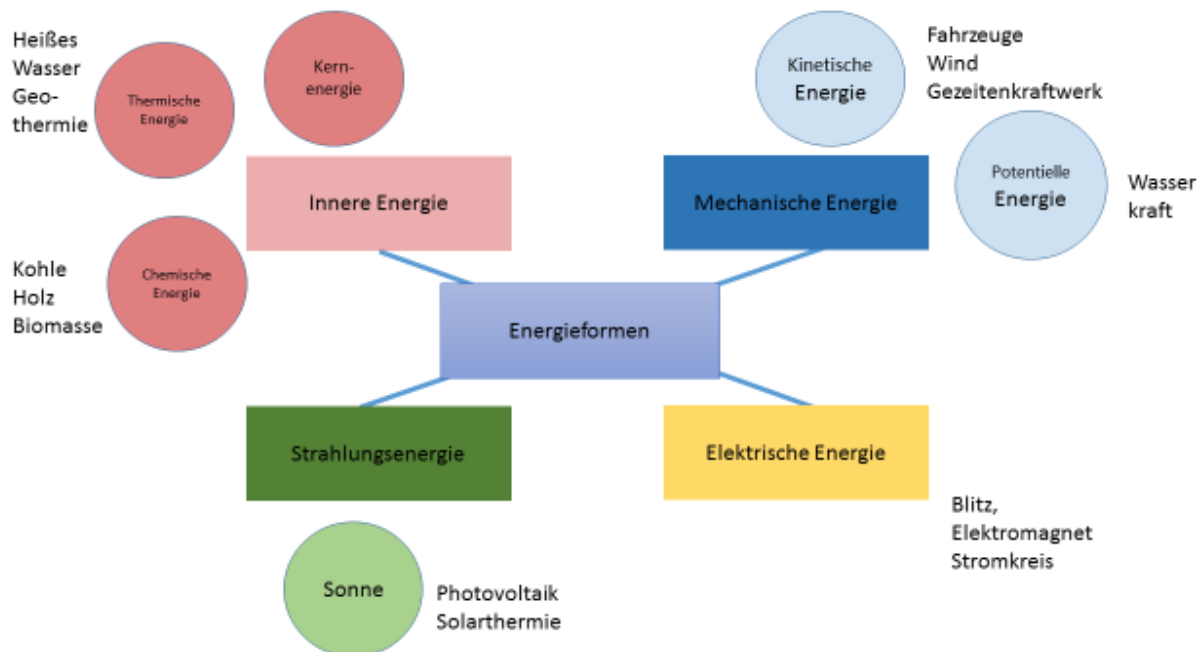 Heißes
Wasser
Geo-
thermie
Thermische
Energie
Kern-
energie
Innere Energie
Chemische
Energie
Kohle
Holz
Biomasse
Kinetische
Energie
Fahrzeuge
Wind
Gezeitenkraftwerk
Mechanische Energie
Potentielle
Energie
Wasser
kraft
Energieformen
Strahlungsenergie
Sonne
Photovoltaik
Solarthermie
Elektrische Energie
Blitz,
Elektromagnet
Stromkreis